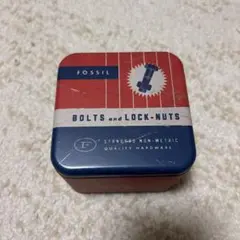 FOSSIL
BOLTS and LOCK-NUTS
STANDARD NON-METRIC
QUALITY HARDWARE